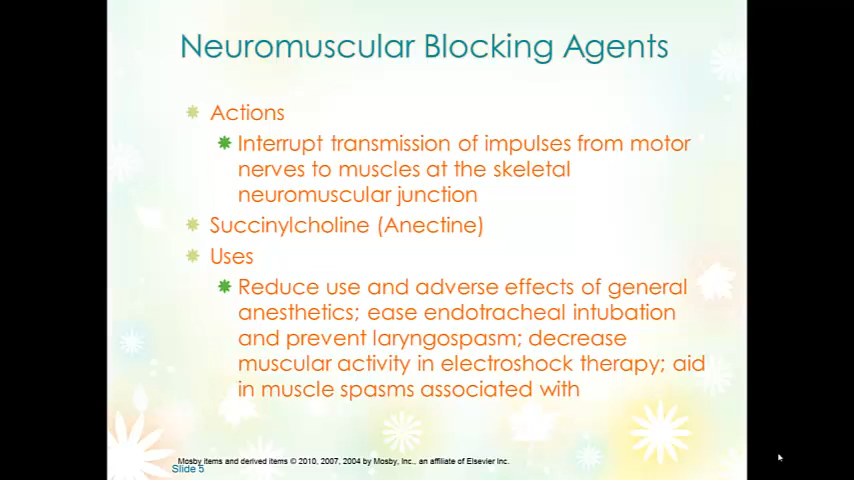 Neuromuscular Blocking Agents
Actions
Interrupt transmission of impulses from motor
nerves to muscles at the skeletal
neuromuscular junction
Succinylcholine (Anectine)
Uses
Reduce use and adverse effects of general
anesthetics; ease endotracheal intubation
and prevent laryngospasm; decrease
muscular activity in electroshock therapy; aid
in muscle spasms associated with
Mosby items and derived items © 2010, 2007, 2004 by Mosby, Inc., an affiliate of Elsevier Inc.
Slide 5